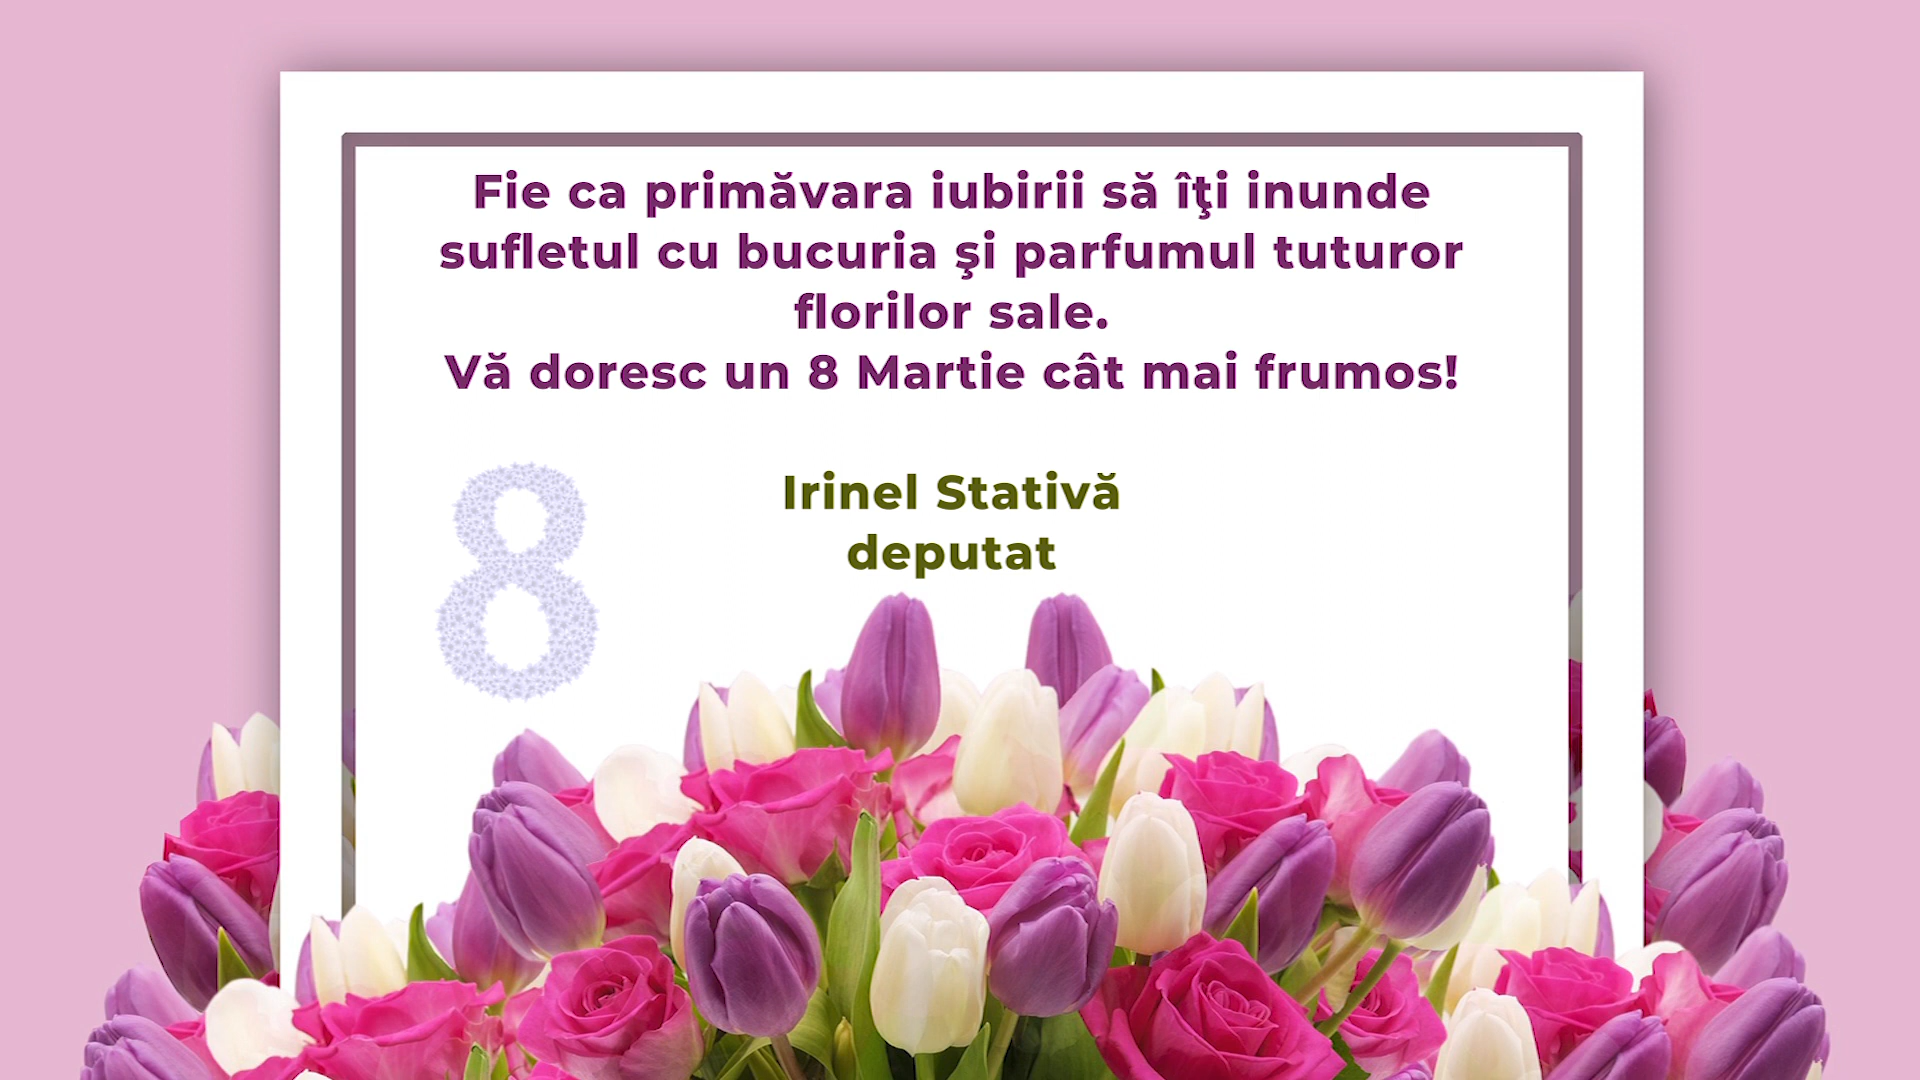 Fie ca primăvara iubirii să îţi inunde
sufletul cu bucuria şi parfumul tuturor
florilor sale.
Vă doresc un 8 Martie cât mai frumos!
Irinel Stativă
deputat
8